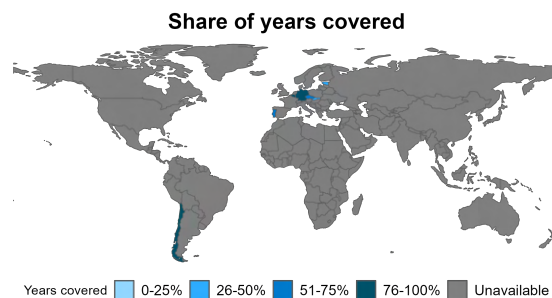 Share of years covered
Years covered 0-25% 26-50% 51-75% 76-100% Unavailable